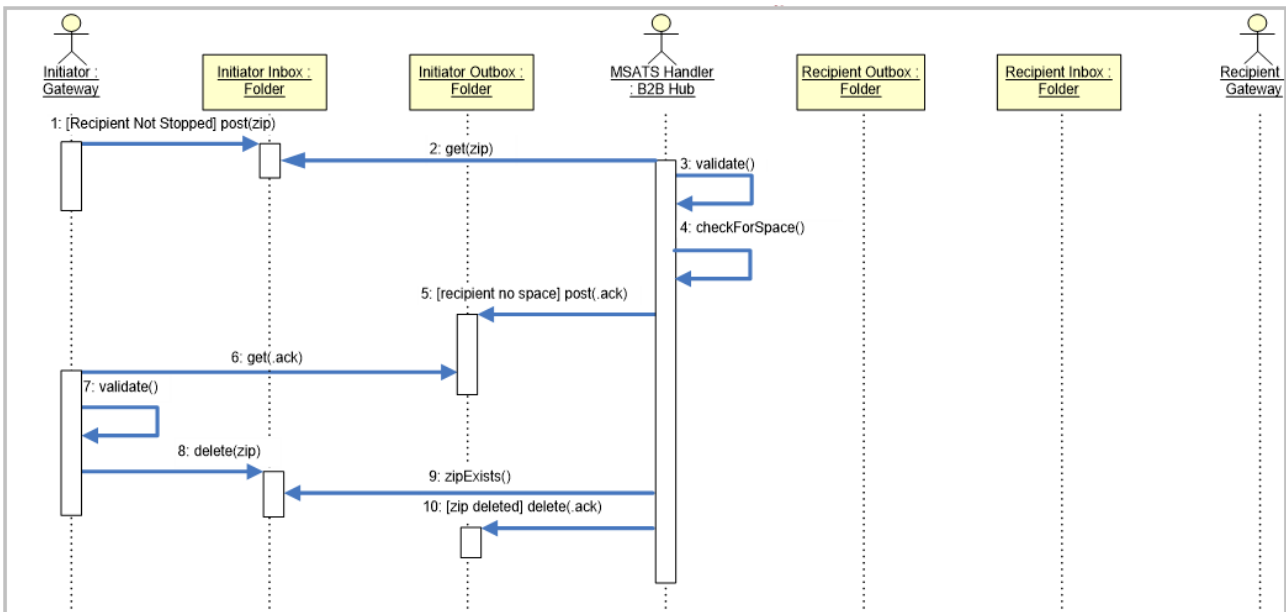 Initiator :
Gateway
Initiator Inbox :
Folder
Initiator Outbox :
Folder
MSATS Handler
: B2B Hub
Recipient Outbox :
Folder
Recipient Inbox :
Folder
Recipient
Gateway
1: [Recipient Not Stopped] post(zip)
2: get(zip)
3: validate()
4: checkForSpace()
5: [recipient no space] post(.ack)
6: get(.ack)
7: validate()
8: delete(zip)
9: zipExists()
10: [zip deleted] delete(.ack)